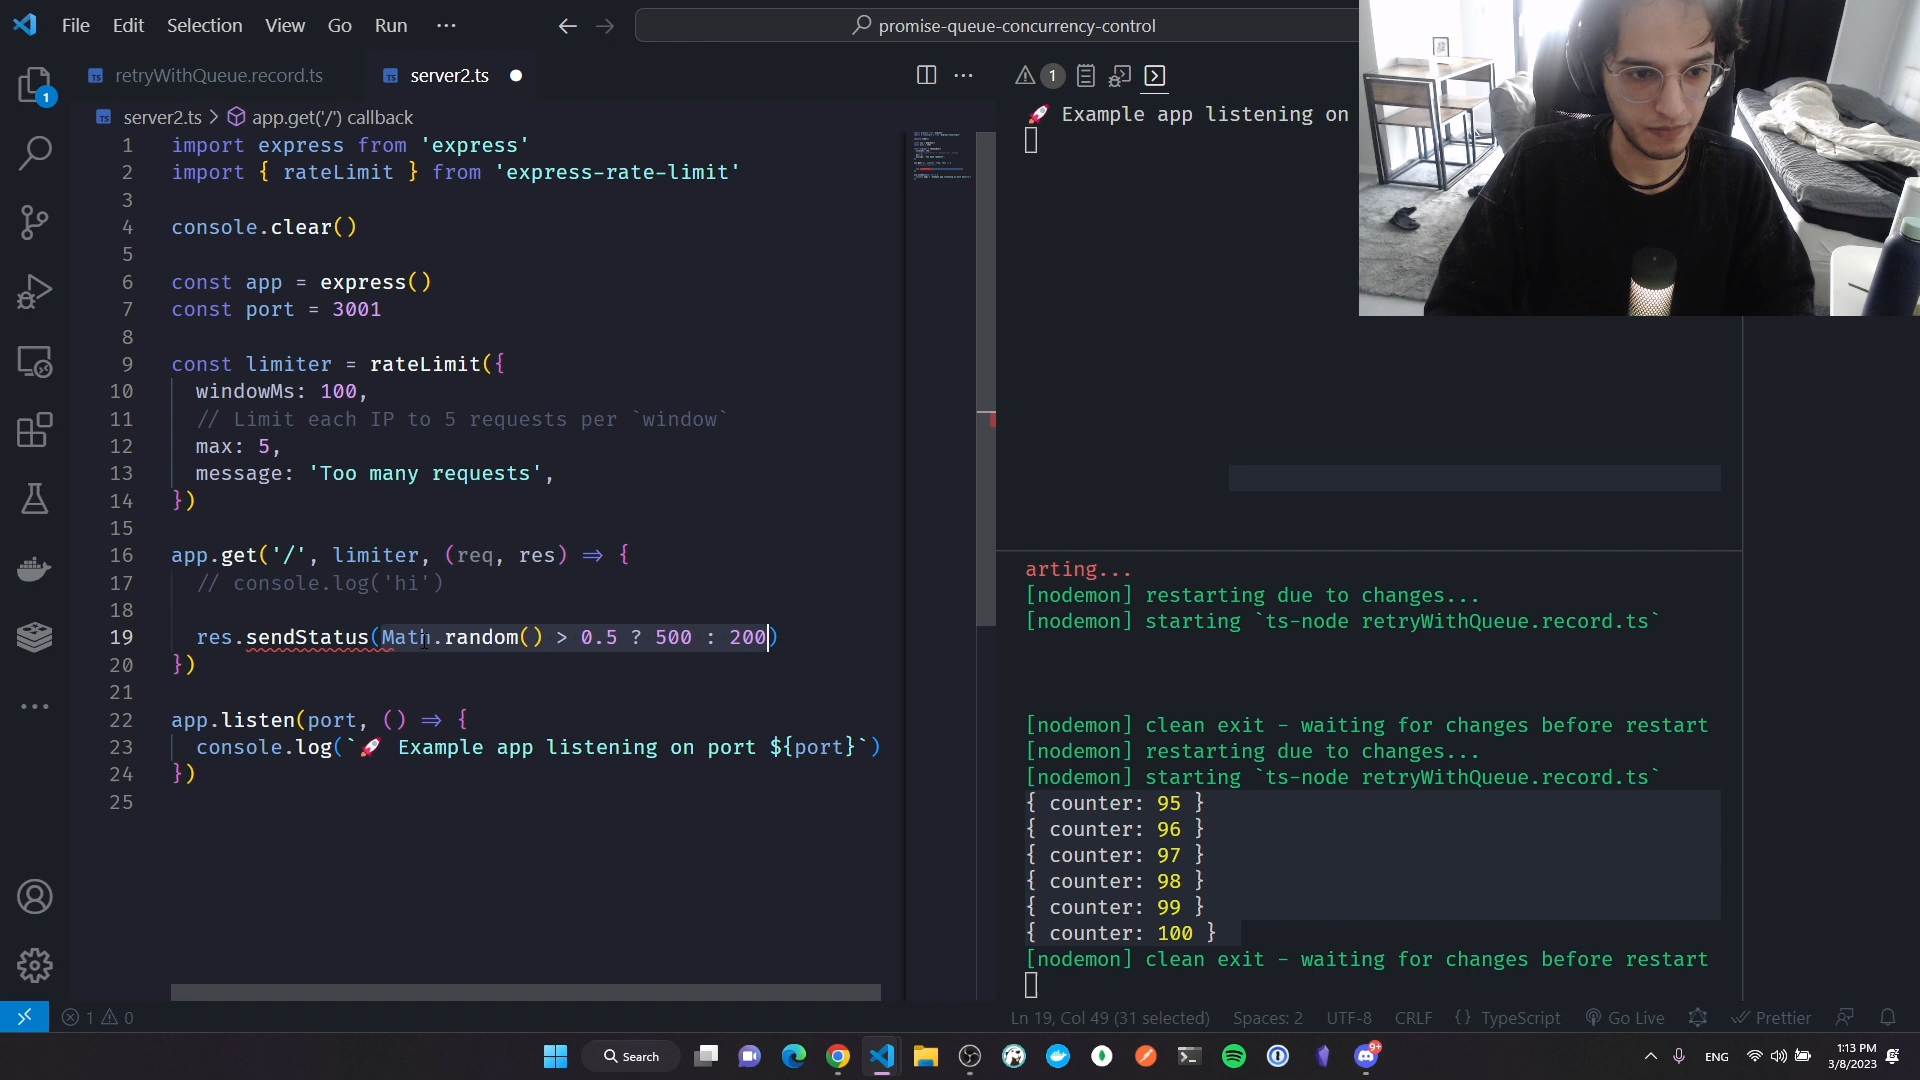 File Edit Selection View Go Run ···
promise-queue-concurrency-control
TS retryWithQueue.record.ts
TS server2.ts
1
1
TS server2.ts > app.get('/') callback
1 import express from 'express'
2 import { rateLimit } from 'express-rate-limit'
3
4 console.clear()
5
6 const app = express()
7 const port = 3001
8
9 const limiter = rateLimit({
10 windowMs: 100,
11 // Limit each IP to 5 requests per `window`
12 max: 5,
13 message: 'Too many requests',
14 })
15
16 app.get('/', limiter, (req, res) => {
17 // console.log('hi')
18
19 res.sendStatus(Math.random() > 0.5 ? 500 : 200)
20 })
21
22 app.listen(port, () => {
23 console.log(`🚀 Example app listening on port ${port}`)
24 })
25
🚀 Example app listening on
arting...
[nodemon] restarting due to changes...
[nodemon] starting `ts-node retryWithQueue.record.ts`
[nodemon] clean exit - waiting for changes before restart
[nodemon] restarting due to changes...
[nodemon] starting `ts-node retryWithQueue.record.ts`
{ counter: 95 }
{ counter: 96 }
{ counter: 97 }
{ counter: 98 }
{ counter: 99 }
{ counter: 100 }
[nodemon] clean exit - waiting for changes before restart
1 0
Ln 19, Col 49 (31 selected) Spaces: 2 UTF-8 CRLF {} TypeScript Go Live Prettier
Search
9+
ENG
1:13 PM
3/8/2023